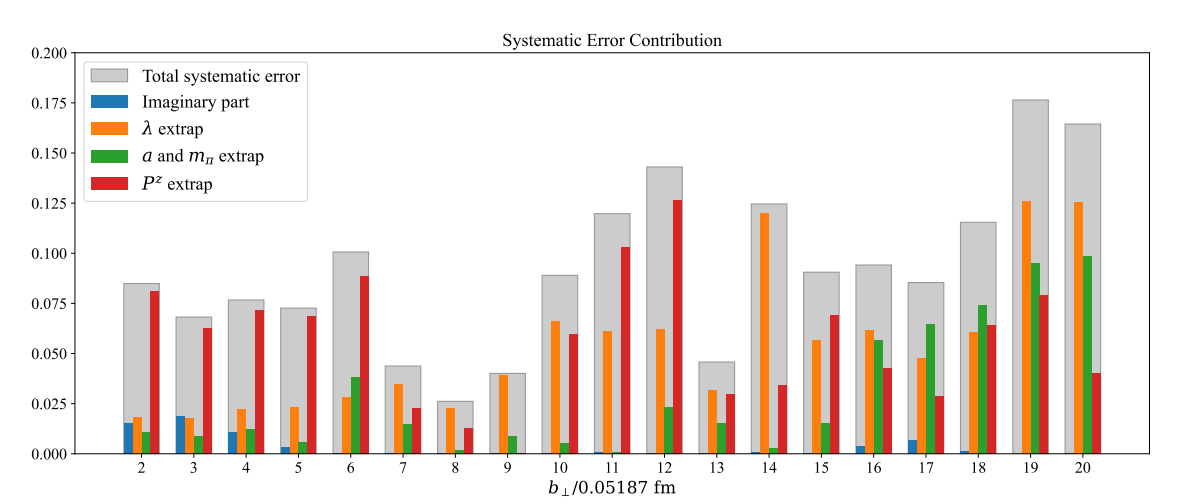 Systematic Error Contribution
0.200
0.175
0.150
0.125
0.100
0.075
0.050
0.025
0.000
Total systematic error
Imaginary part
λ extrap
a and mπ extrap
Pᶻ extrap
2 3 4 5 6 7 8 9 10 11 12 13 14 15 16 17 18 19 20
b⊥/0.05187 fm